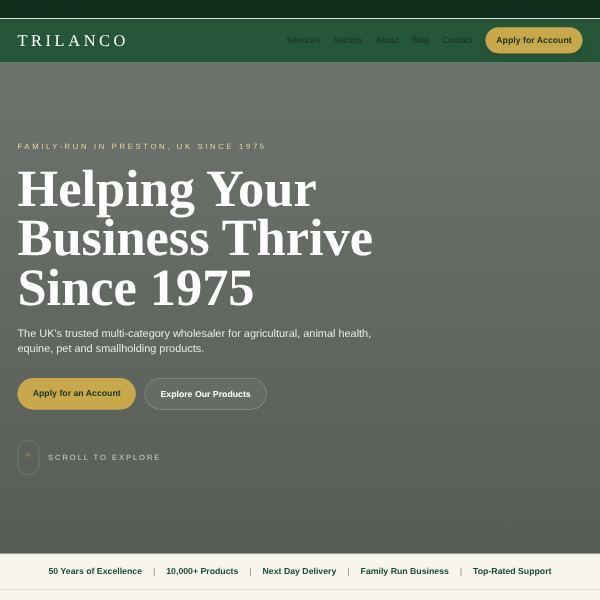 TRILANCO
Services Sectors About Blog Contact Apply for Account
FAMILY-RUN IN PRESTON, UK SINCE 1975
Helping Your
Business Thrive
Since 1975
The UK's trusted multi-category wholesaler for agricultural, animal health,
equine, pet and smallholding products.
Apply for an Account Explore Our Products
SCROLL TO EXPLORE
50 Years of Excellence | 10,000+ Products | Next Day Delivery | Family Run Business | Top-Rated Support